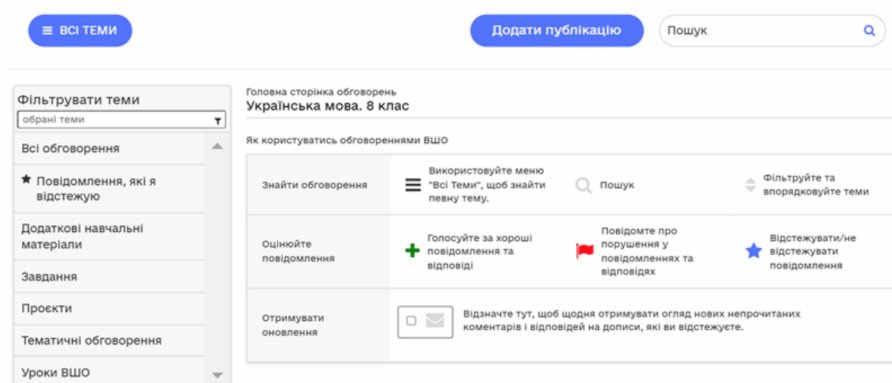 ВСІ ТЕМИ
Додати публікацію
Пошук
Фільтрувати теми
обрані теми
Всі обговорення
Повідомлення, які я
відстежую
Додаткові навчальні
матеріали
Завдання
Проєкти
Тематичні обговорення
Уроки ВШО
Головна сторінка обговорень
Українська мова. 8 клас
Як користуватись обговореннями ВШО
Знайти обговорення
Використовуйте меню
"Всі Теми", щоб знайти
певну тему.
Пошук
Фільтруйте та
впорядковуйте теми
Оцінюйте
повідомлення
Голосуйте за хороші
повідомлення та
відповіді
Повідомте про
порушення у
повідомленнях та
відповідях
Відстежувати/не
відстежувати
повідомлення
Отримувати
оновлення
Відзначте тут, щоб щодня отримувати огляд нових непрочитаних
коментарів і відповідей на дописи, які ви відстежуєте.